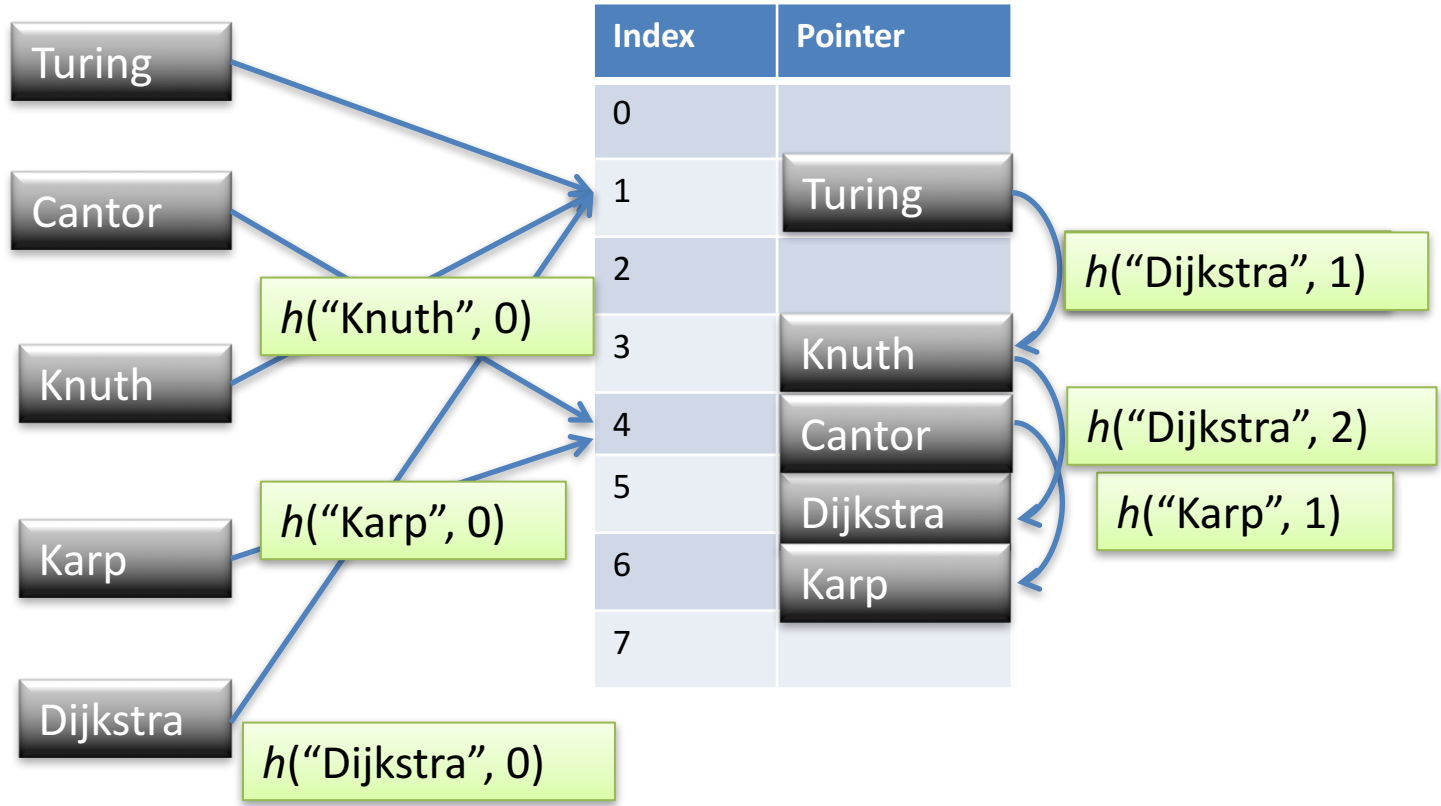 Turing
Cantor
Knuth
Karp
Dijkstra
h(“Knuth”, 0)
h(“Karp”, 0)
h(“Dijkstra”, 0)
Index Pointer
0
1 Turing
2
3 Knuth
4 Cantor
5 Dijkstra
6 Karp
7
h(“Dijkstra”, 1)
h(“Dijkstra”, 2)
h(“Karp”, 1)